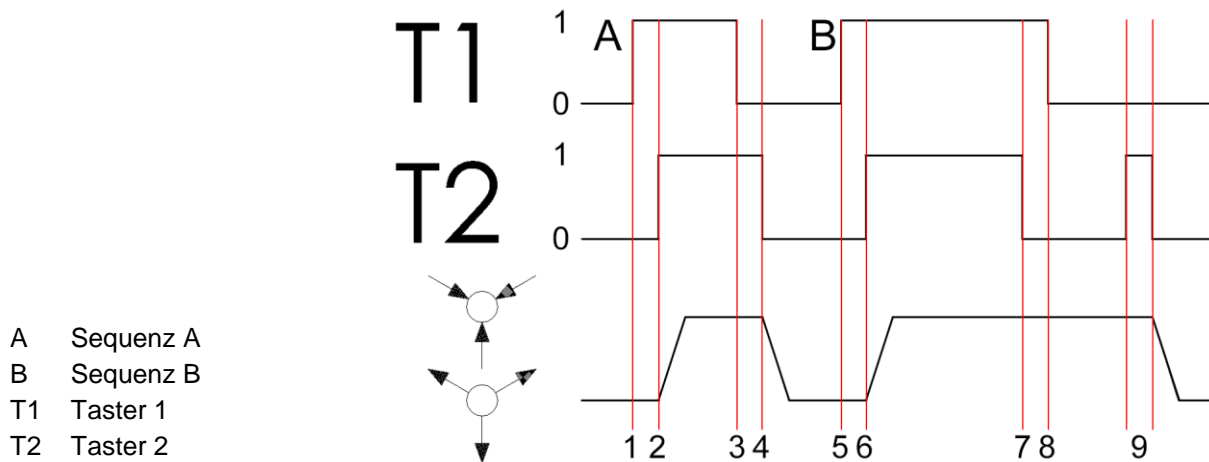 T1
1
0
A
B
T2
1
0
A Sequenz A
B Sequenz B
T1 Taster 1
T2 Taster 2
1 2 3 4 5 6 7 8 9